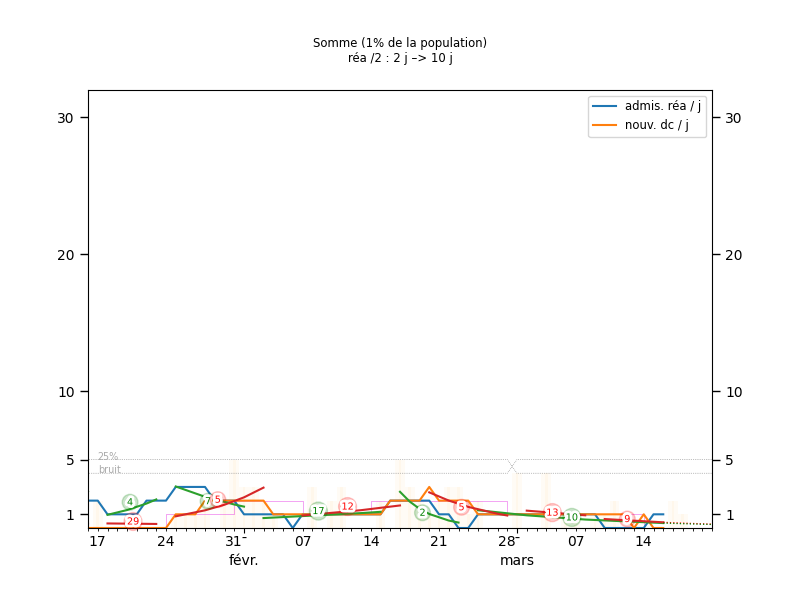 Somme (1% de la population)
réa /2 : 2 j –> 10 j
admis. réa / j
nouv. dc / j
30 30
20 20
10 10
25%
5 5
bruit
4 7 5 17 12 2 5 13 10 9
29
1 1
17 24 31 07 14 21 28 07 14
févr. mars